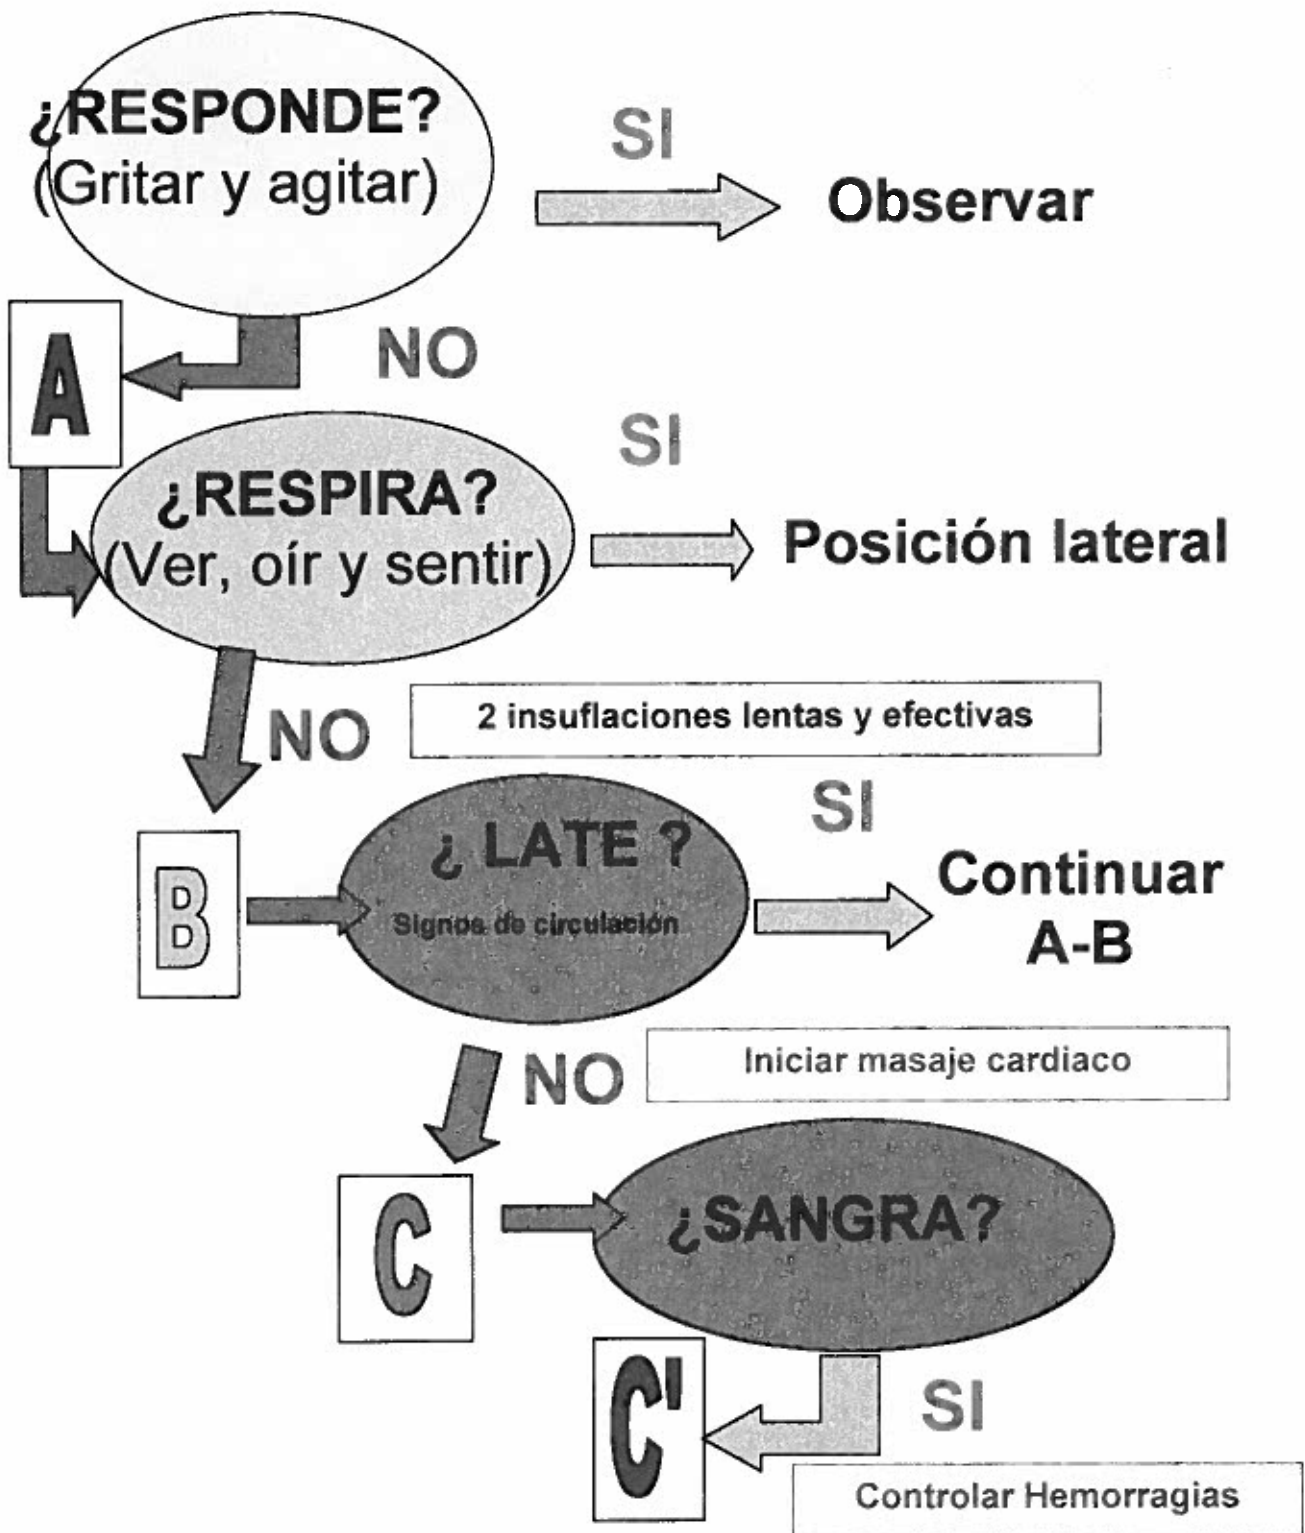 ¿RESPONDE?
(Gritar y agitar)
SI
Observar
NO
A
SI
¿RESPIRA?
(Ver, oír y sentir)
Posición lateral
NO
2 insuflaciones lentas y efectivas
SI
B
¿ LATE ?
Signos de circulación
Continuar
A-B
NO
Iniciar masaje cardiaco
C
¿SANGRA?
C'
SI
Controlar Hemorragias